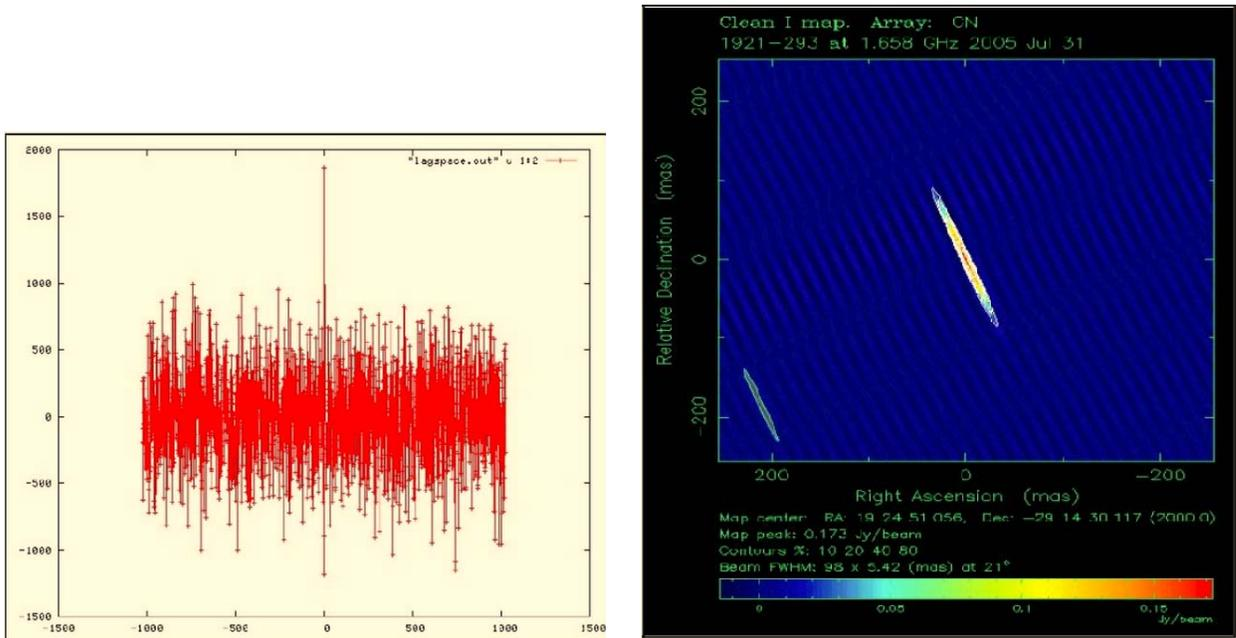 2000
1500
1000
500
0
-500
-1000
-1500
-1500 -1000 -500 0 500 1000 1500
"lagspace.out" u 1:2
Clean I map. Array: CN
1921−293 at 1.658 GHz 2005 Jul 31
Relative Declination (mas)
200
0
−200
200 0 −200
Right Ascension (mas)
Map center: RA: 19 24 51.056, Dec: −29 14 30.117 (2000.0)
Map peak: 0.173 Jy/beam
Contours %: 10 20 40 80
Beam FWHM: 98 x 5.42 (mas) at 21°
0 0.05 0.1 0.15
Jy/beam